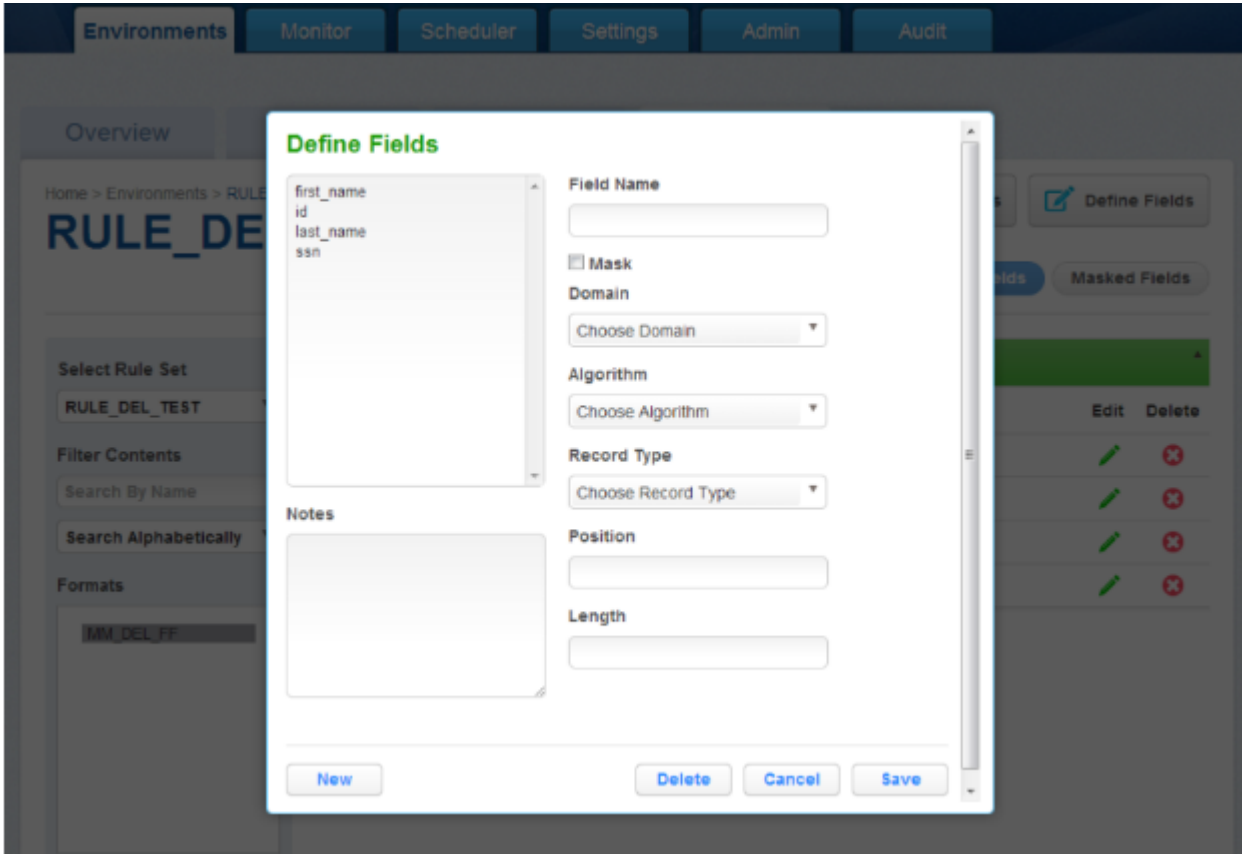 Environments Monitor Scheduler Settings Admin Audit
Overview
Home > Environments > RULE
RULE_DE
Define Fields
Masked Fields
Select Rule Set
RULE_DEL_TEST
Filter Contents
Search By Name
Search Alphabetically
Formats
MM_DEL_FF
Edit Delete
Define Fields
first_name
id
last_name
ssn
Notes
Field Name
Mask
Domain
Choose Domain
Algorithm
Choose Algorithm
Record Type
Choose Record Type
Position
Length
New Delete Cancel Save